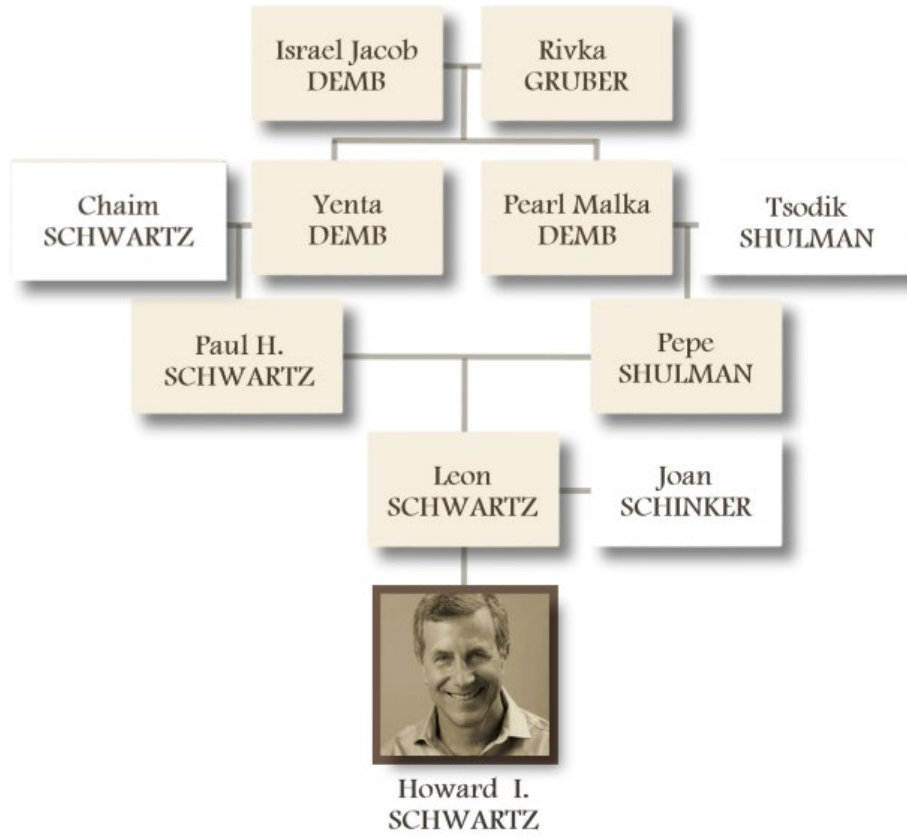 Israel Jacob
DEMB
Rivka
GRUBER
Chaim
SCHWARTZ
Yenta
DEMB
Pearl Malka
DEMB
Tsodik
SHULMAN
Paul H.
SCHWARTZ
Pepe
SHULMAN
Leon
SCHWARTZ
Joan
SCHINKER
Howard I.
SCHWARTZ